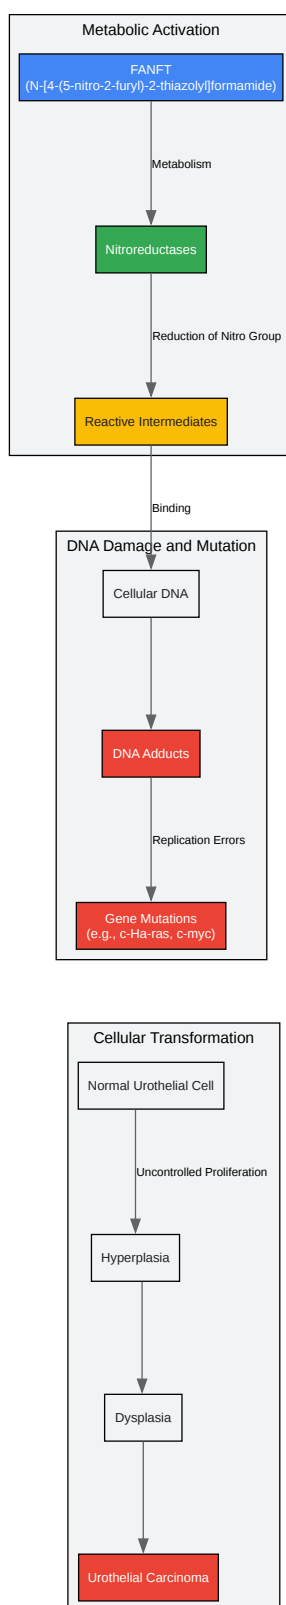 Metabolic Activation
FANFT
(N-[4-(5-nitro-2-furyl)-2-thiazolyl]formamide)
Metabolism
Nitroreductases
Reduction of Nitro Group
Reactive Intermediates
Binding
DNA Damage and Mutation
Cellular DNA
DNA Adducts
Replication Errors
Gene Mutations
(e.g., c-Ha-ras, c-myc)
Cellular Transformation
Normal Urothelial Cell
Uncontrolled Proliferation
Hyperplasia
Dysplasia
Urothelial Carcinoma